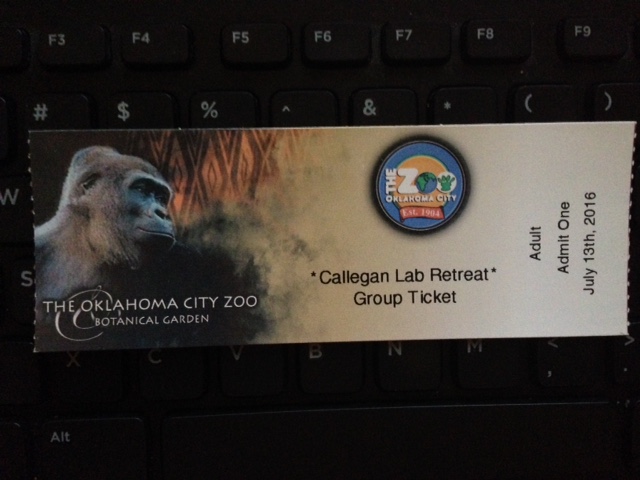 F3 F4 F5 F6 F7 F8 F9
# $ % ^ & * ( )
W
S
THE ZOO
OKLAHOMA CITY
Est. 1904
*Callegan Lab Retreat*
Group Ticket
Adult
Admit One
July 13th, 2016
THE OKLAHOMA CITY ZOO
& BOTANICAL GARDEN
X C V B N M < ,
Alt